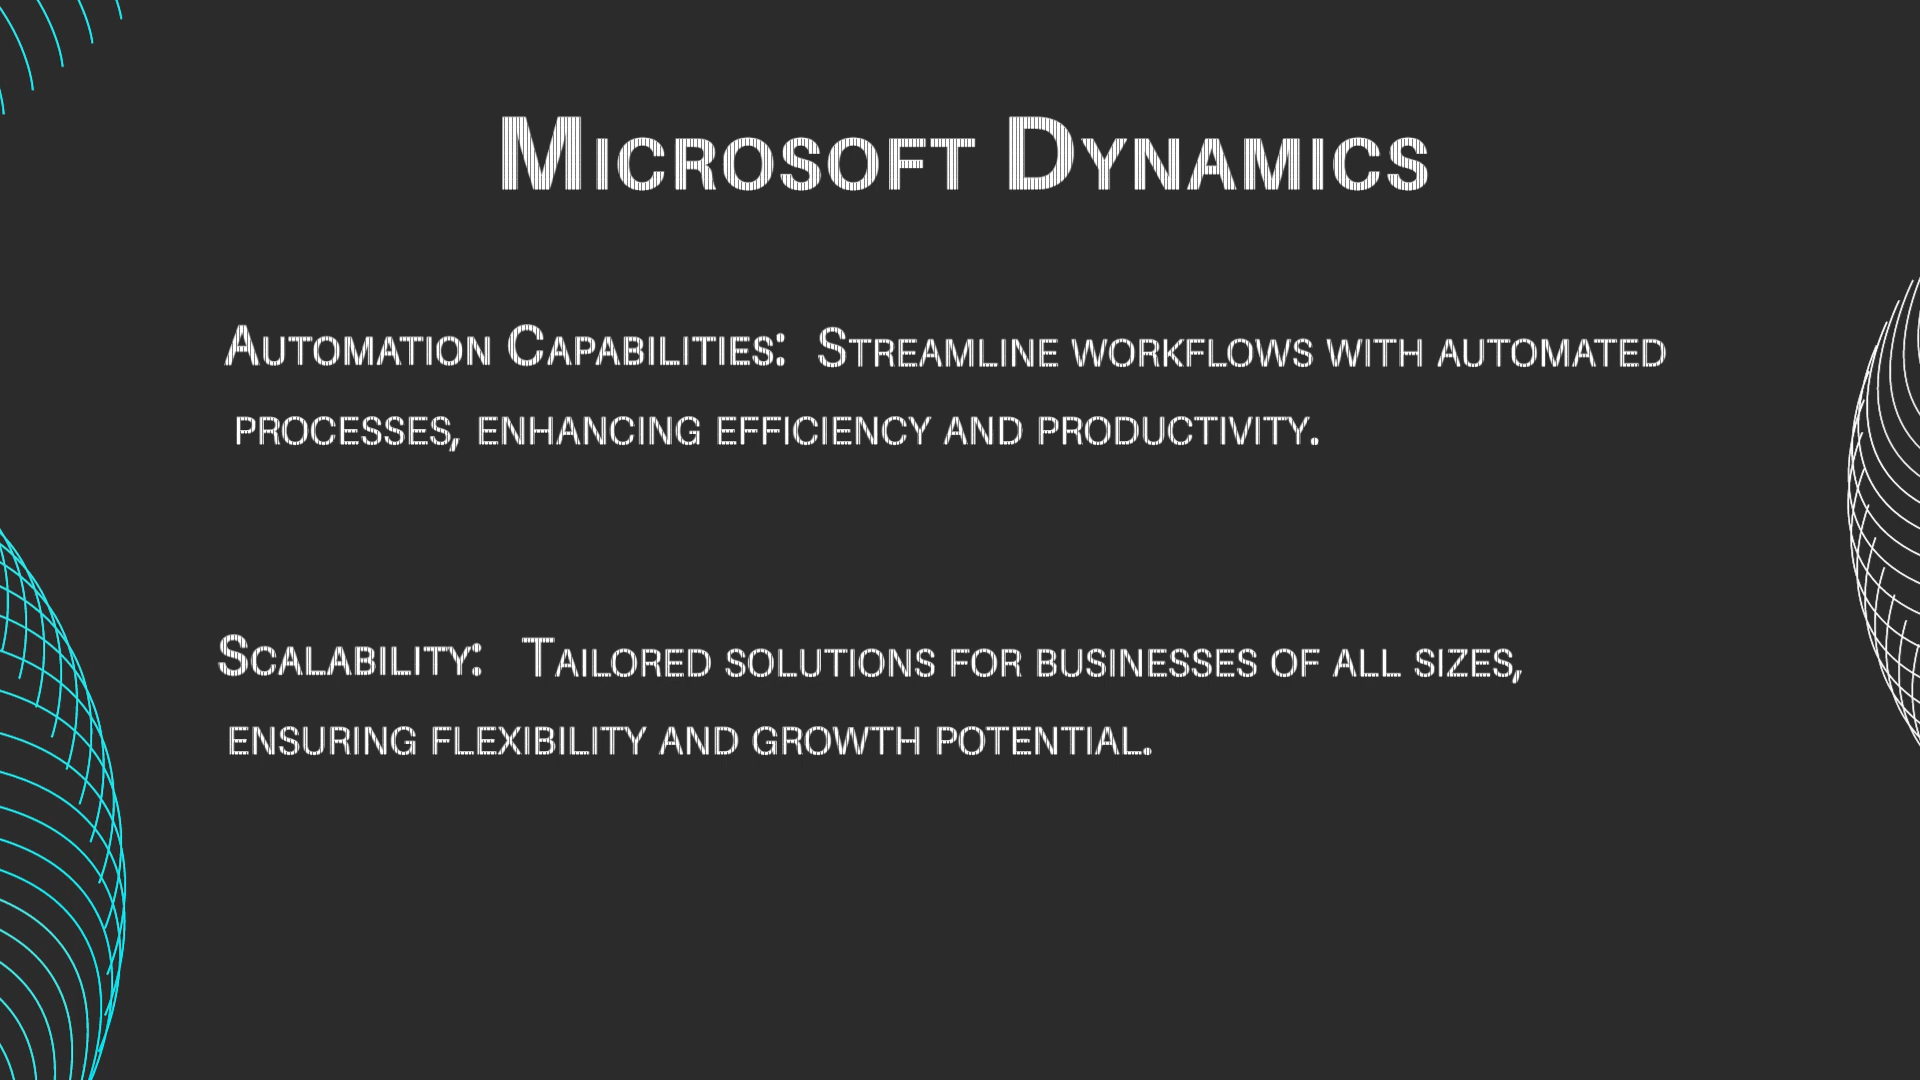 Microsoft Dynamics
Automation Capabilities: Streamline workflows with automated
processes, enhancing efficiency and productivity.
Scalability: Tailored solutions for businesses of all sizes,
ensuring flexibility and growth potential.